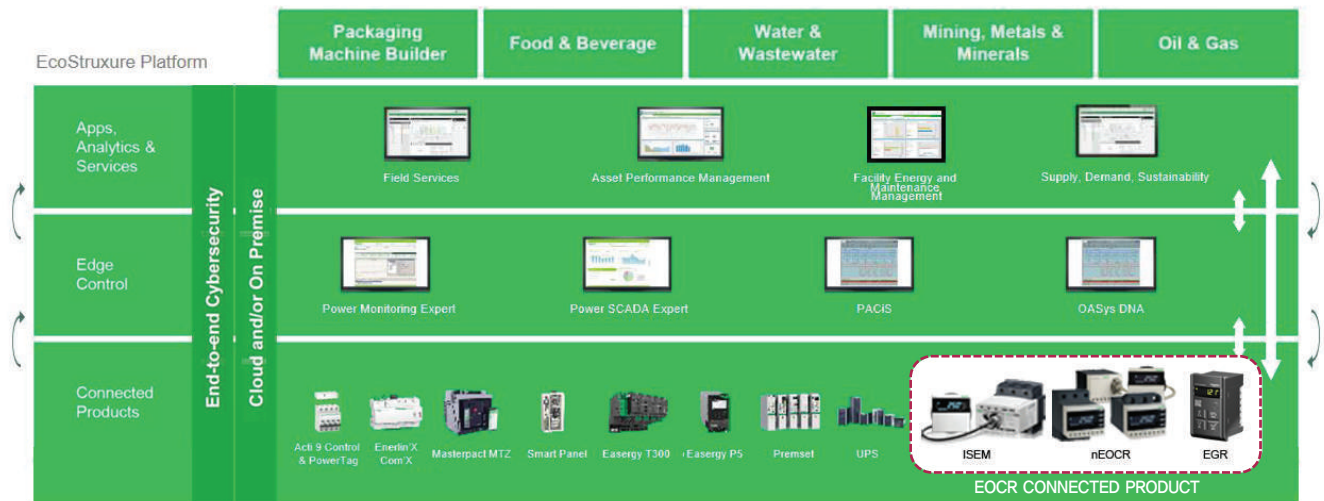 EcoStruxure Platform
Packaging
Machine Builder
Food & Beverage
Water &
Wastewater
Mining, Metals &
Minerals
Oil & Gas
Apps,
Analytics &
Services
End-to-end Cybersecurity
Cloud and/or On Premise
Field Services
Asset Performance Management
Facility Energy and
Maintenance
Management
Supply, Demand, Sustainability
Edge
Control
Power Monitoring Expert
Power SCADA Expert
PACiS
OASys DNA
Connected
Products
Acti 9 Control
& PowerTag
Enerlin'X
Com'X
Masterpact MTZ
Smart Panel
Easergy T300
Easergy P5
Premset
UPS
ISEM
nEOCR
EGR
EOCR CONNECTED PRODUCT